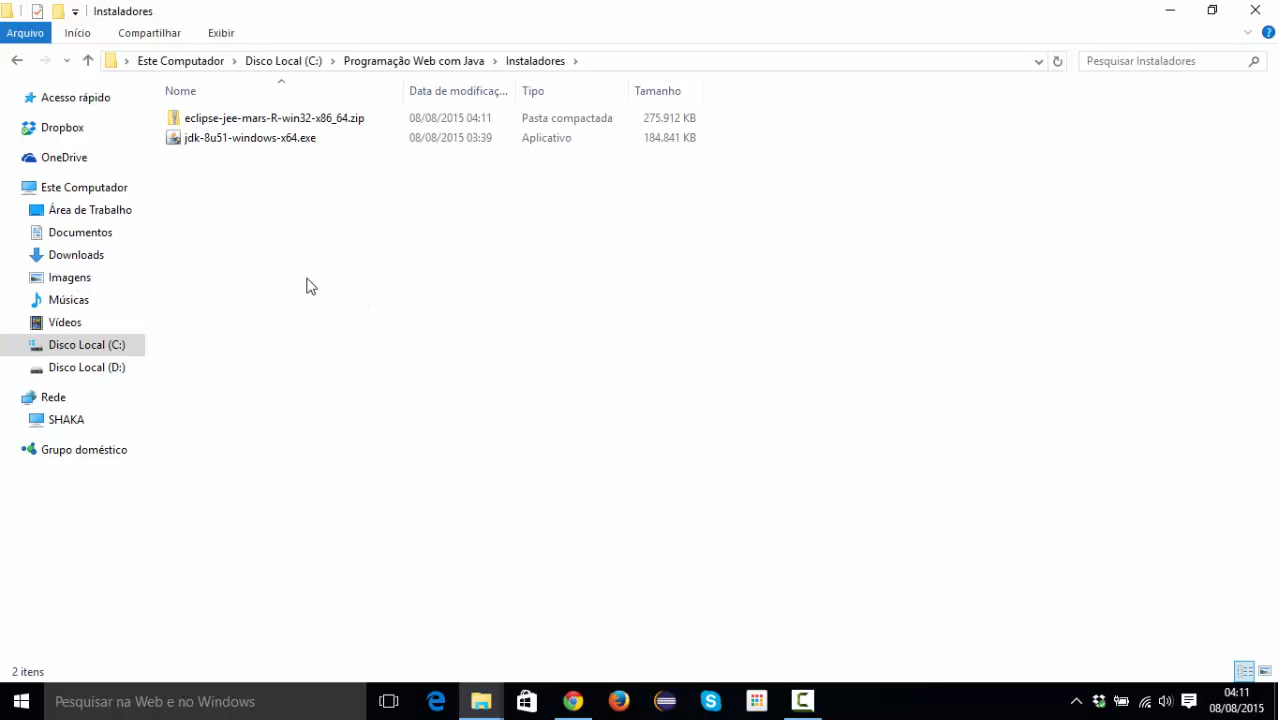 Instaladores
Arquivo Início Compartilhar Exibir
Este Computador Disco Local (C:) Programação Web com Java Instaladores Pesquisar Instaladores
Acesso rápido
Dropbox
OneDrive
Este Computador
Área de Trabalho
Documentos
Downloads
Imagens
Músicas
Vídeos
Disco Local (C:)
Disco Local (D:)
Rede
SHAKA
Grupo doméstico
Nome Data de modificaç... Tipo Tamanho
eclipse-jee-mars-R-win32-x86_64.zip 08/08/2015 04:11 Pasta compactada 275.912 KB
jdk-8u51-windows-x64.exe 08/08/2015 03:39 Aplicativo 184.841 KB
2 itens
Pesquisar na Web e no Windows
04:11
08/08/2015